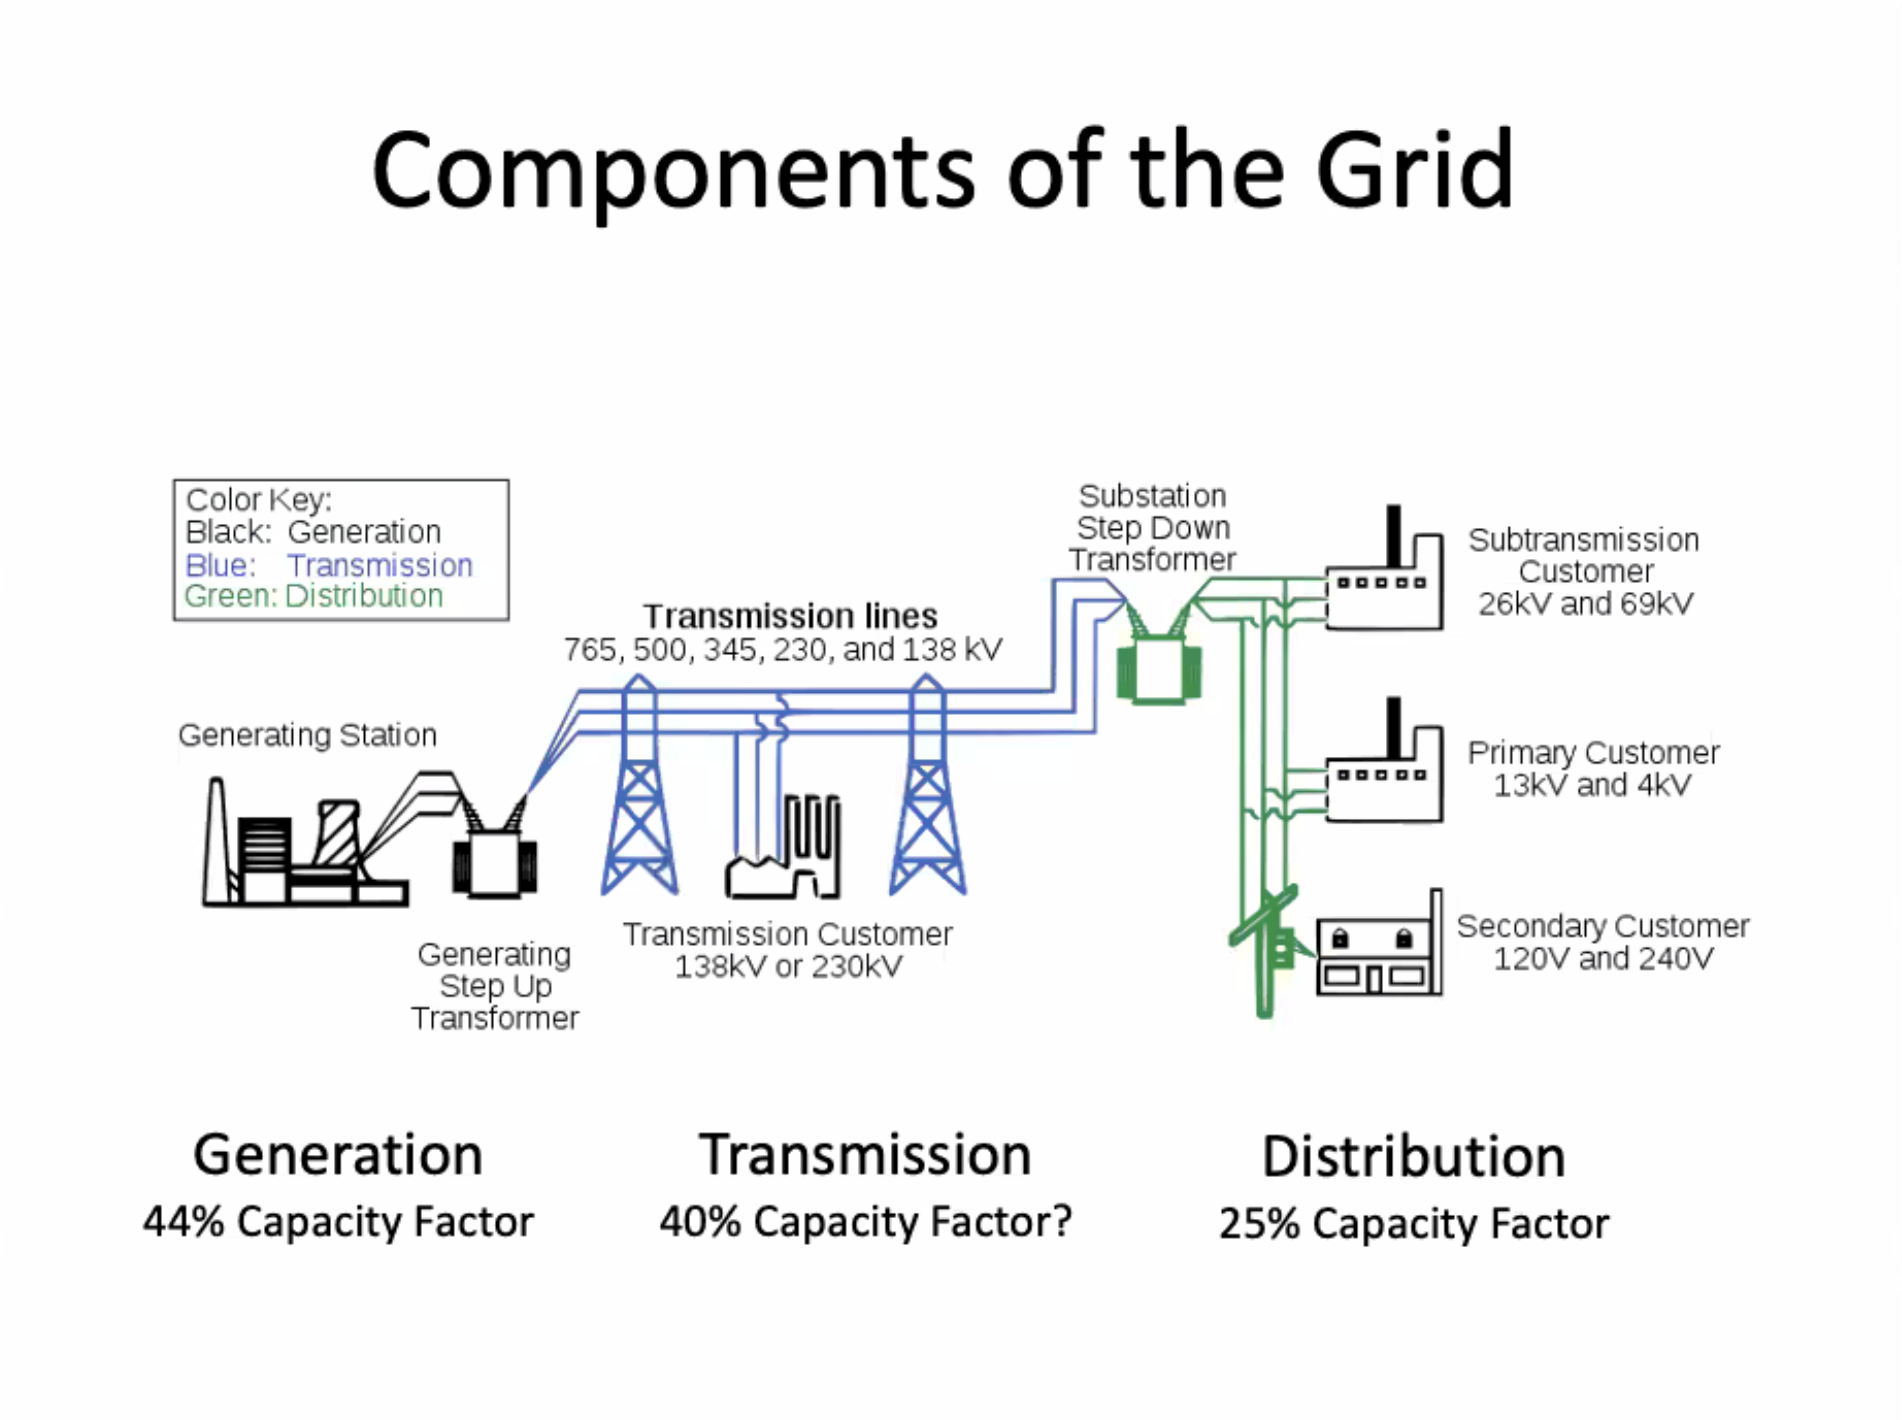 Components of the Grid
Color Key:
Black: Generation
Blue: Transmission
Green: Distribution
Generating Station
Generating
Step Up
Transformer
Transmission lines
765, 500, 345, 230, and 138 kV
Transmission Customer
138kV or 230kV
Substation
Step Down
Transformer
Subtransmission
Customer
26kV and 69kV
Primary Customer
13kV and 4kV
Secondary Customer
120V and 240V
Generation
44% Capacity Factor
Transmission
40% Capacity Factor?
Distribution
25% Capacity Factor